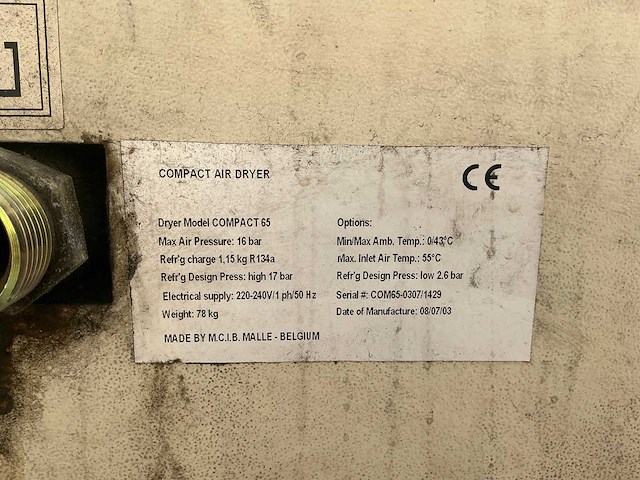 COMPACT AIR DRYER
CE
Dryer Model COMPACT 65
Max Air Pressure: 16 bar
Refr'g charge 1,15 kg R134a
Refr'g Design Press: high 17 bar
Electrical supply: 220-240V/1 ph/50 Hz
Weight: 78 kg
MADE BY M.C.I.B. MALLE - BELGIUM
Options:
Min/Max Amb. Temp.: 0/43°C
Max. Inlet Air Temp.: 55°C
Refr'g Design Press: low 2.6 bar
Serial #: COM65-0307/1429
Date of Manufacture: 08/07/03